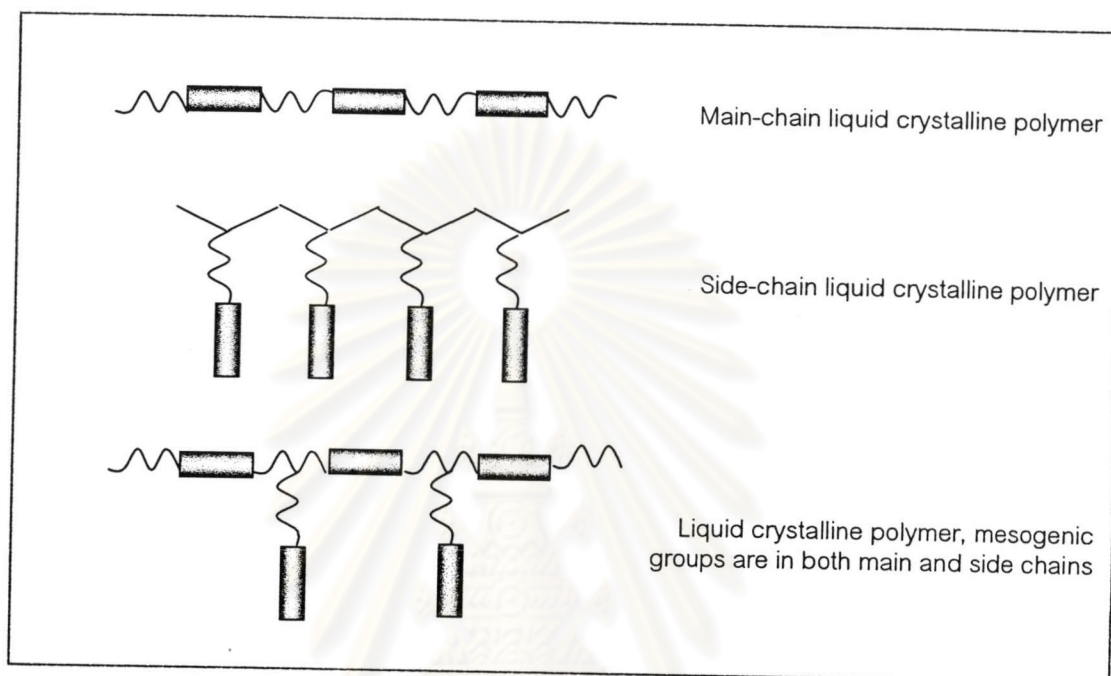 Main-chain liquid crystalline polymer
Side-chain liquid crystalline polymer
Liquid crystalline polymer, mesogenic
groups are in both main and side chains